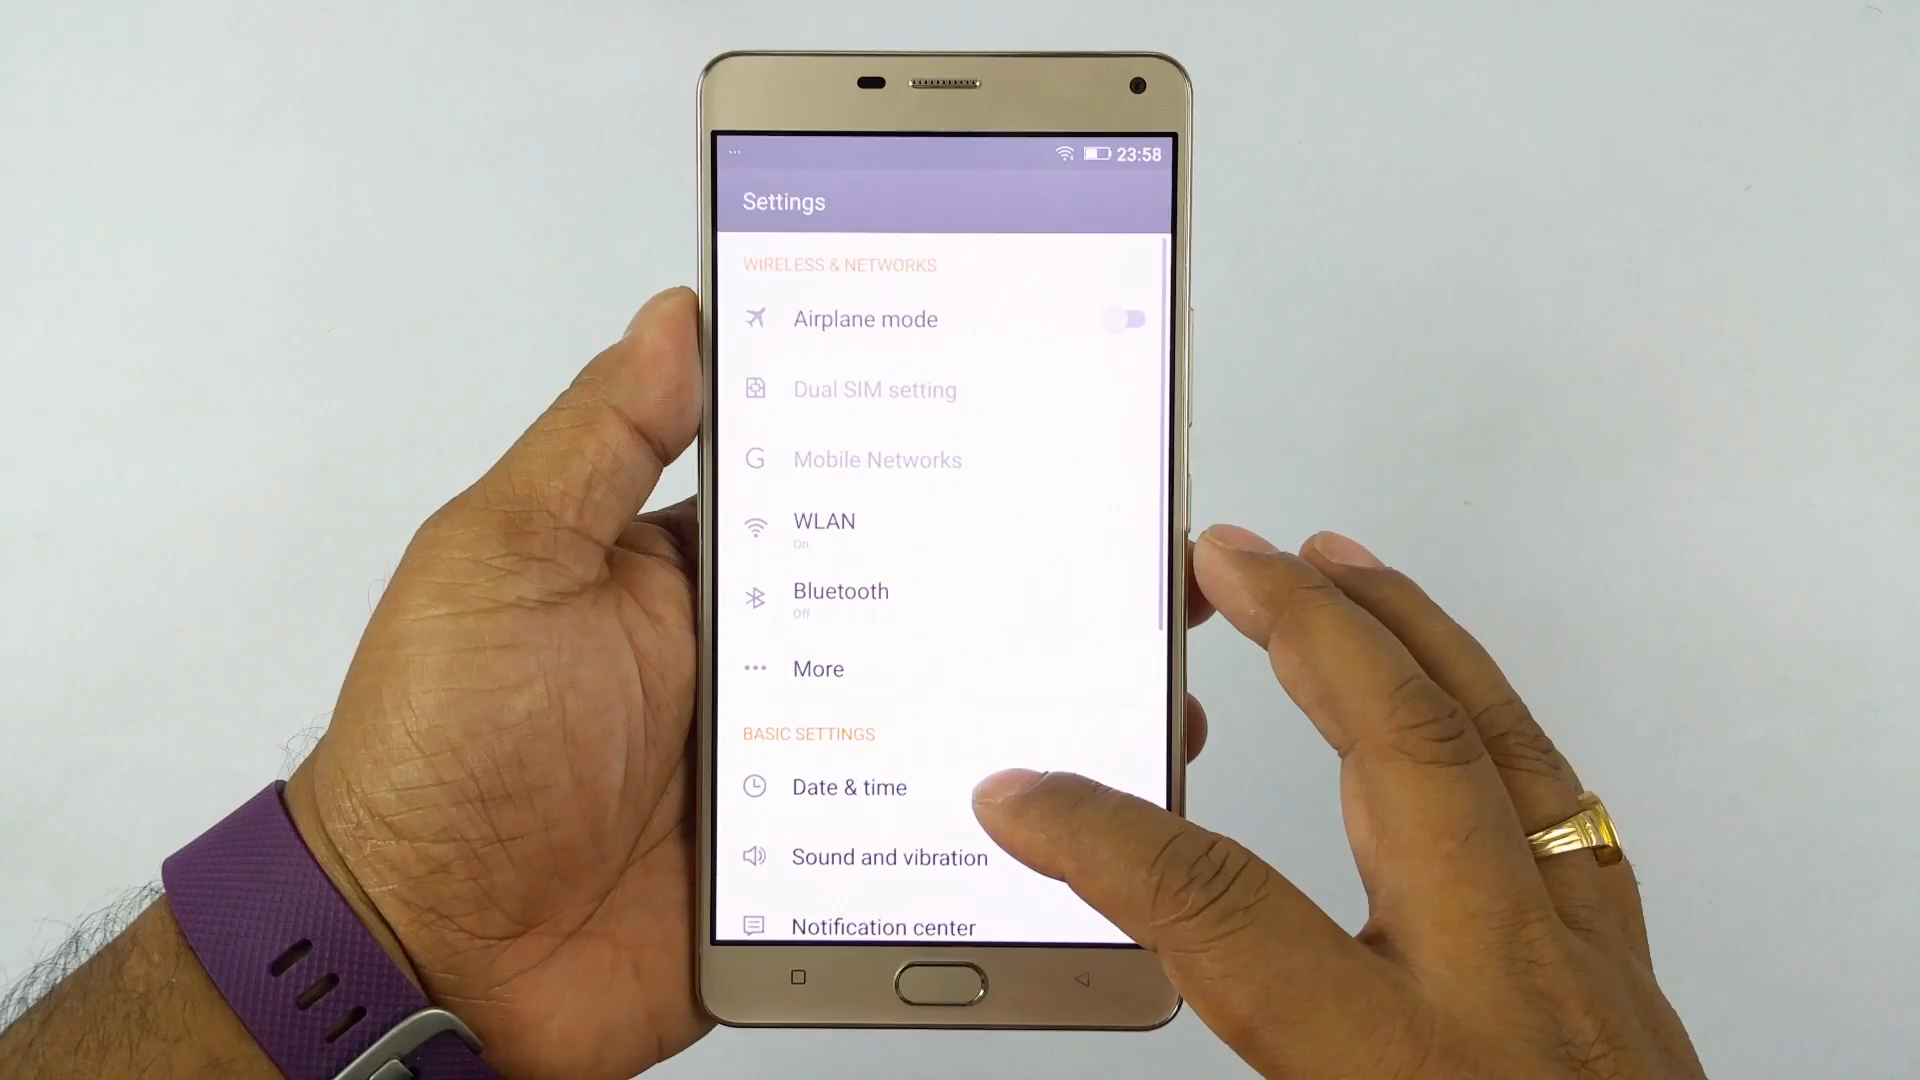 23:58
Settings
WIRELESS & NETWORKS
Airplane mode
Dual SIM setting
Mobile Networks
WLAN
On
Bluetooth
Off
More
BASIC SETTINGS
Date & time
Sound and vibration
Notification center